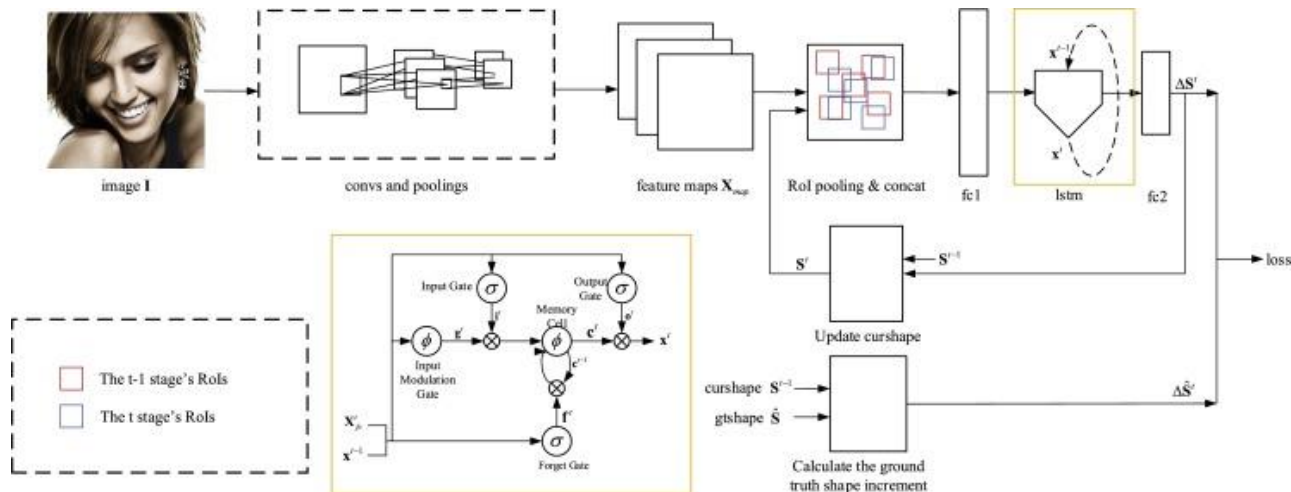 image I
convs and poolings
feature maps X_map
RoI pooling & concat
fc1
x^{t-1}
x^t
lstm
ΔS^t
fc2
S^t
S^{t-1}
Update curshape
loss
Input Gate
σ
Output Gate
σ
i^t
Memory Cell
o^t
ϕ
g^t
ϕ
c^t
x^t
Input Modulation Gate
c^{t-1}
f^t
X^t_fc
x^{t-1}
σ
Forget Gate
The t-1 stage's RoIs
The t stage's RoIs
curshape S^{t-1}
gtshape Ŝ
ΔŜ^t
Calculate the ground
truth shape increment